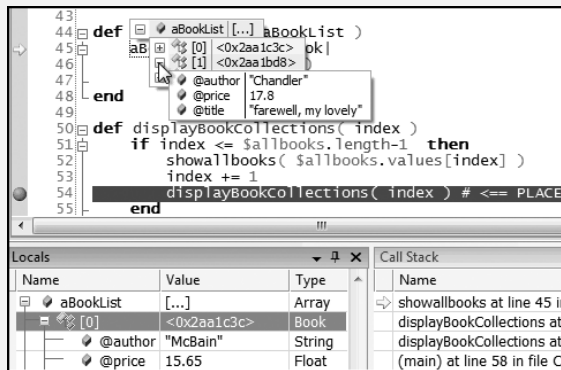 43
44 def aBookList [...] aBookList )
45 aB [0] <0x2aa1c3c> ok|
46 [1] <0x2aa1bd8> )
47 @author "Chandler"
@price 17.8
48 end @title "farewell, my lovely"
49
50 def displayBookCollections( index )
51 if index <= $allbooks.length-1 then
52 showallbooks( $allbooks.values[index] )
53 index += 1
54 displayBookCollections( index ) # <== PLACE
55 end
Locals
Name Value Type
aBookList [...] Array
[0] <0x2aa1c3c> Book
@author "McBain" String
@price 15.65 Float
Call Stack
Name
showallbooks at line 45 i
displayBookCollections at
displayBookCollections at
(main) at line 58 in file C